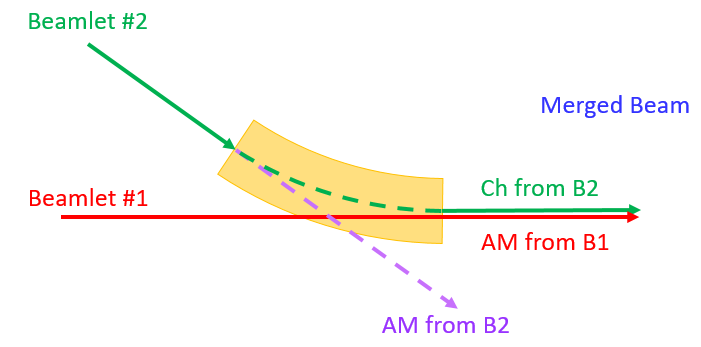 Beamlet #2
Merged Beam
Ch from B2
Beamlet #1
AM from B1
AM from B2